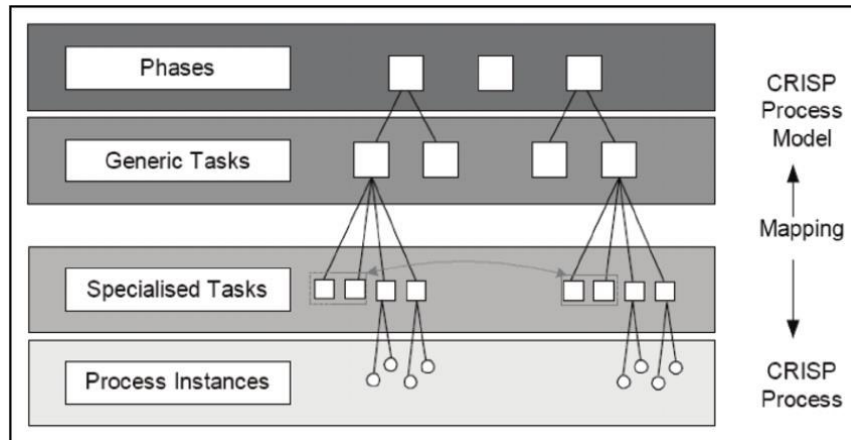 Phases
Generic Tasks
Specialised Tasks
Process Instances
CRISP
Process
Model
Mapping
CRISP
Process